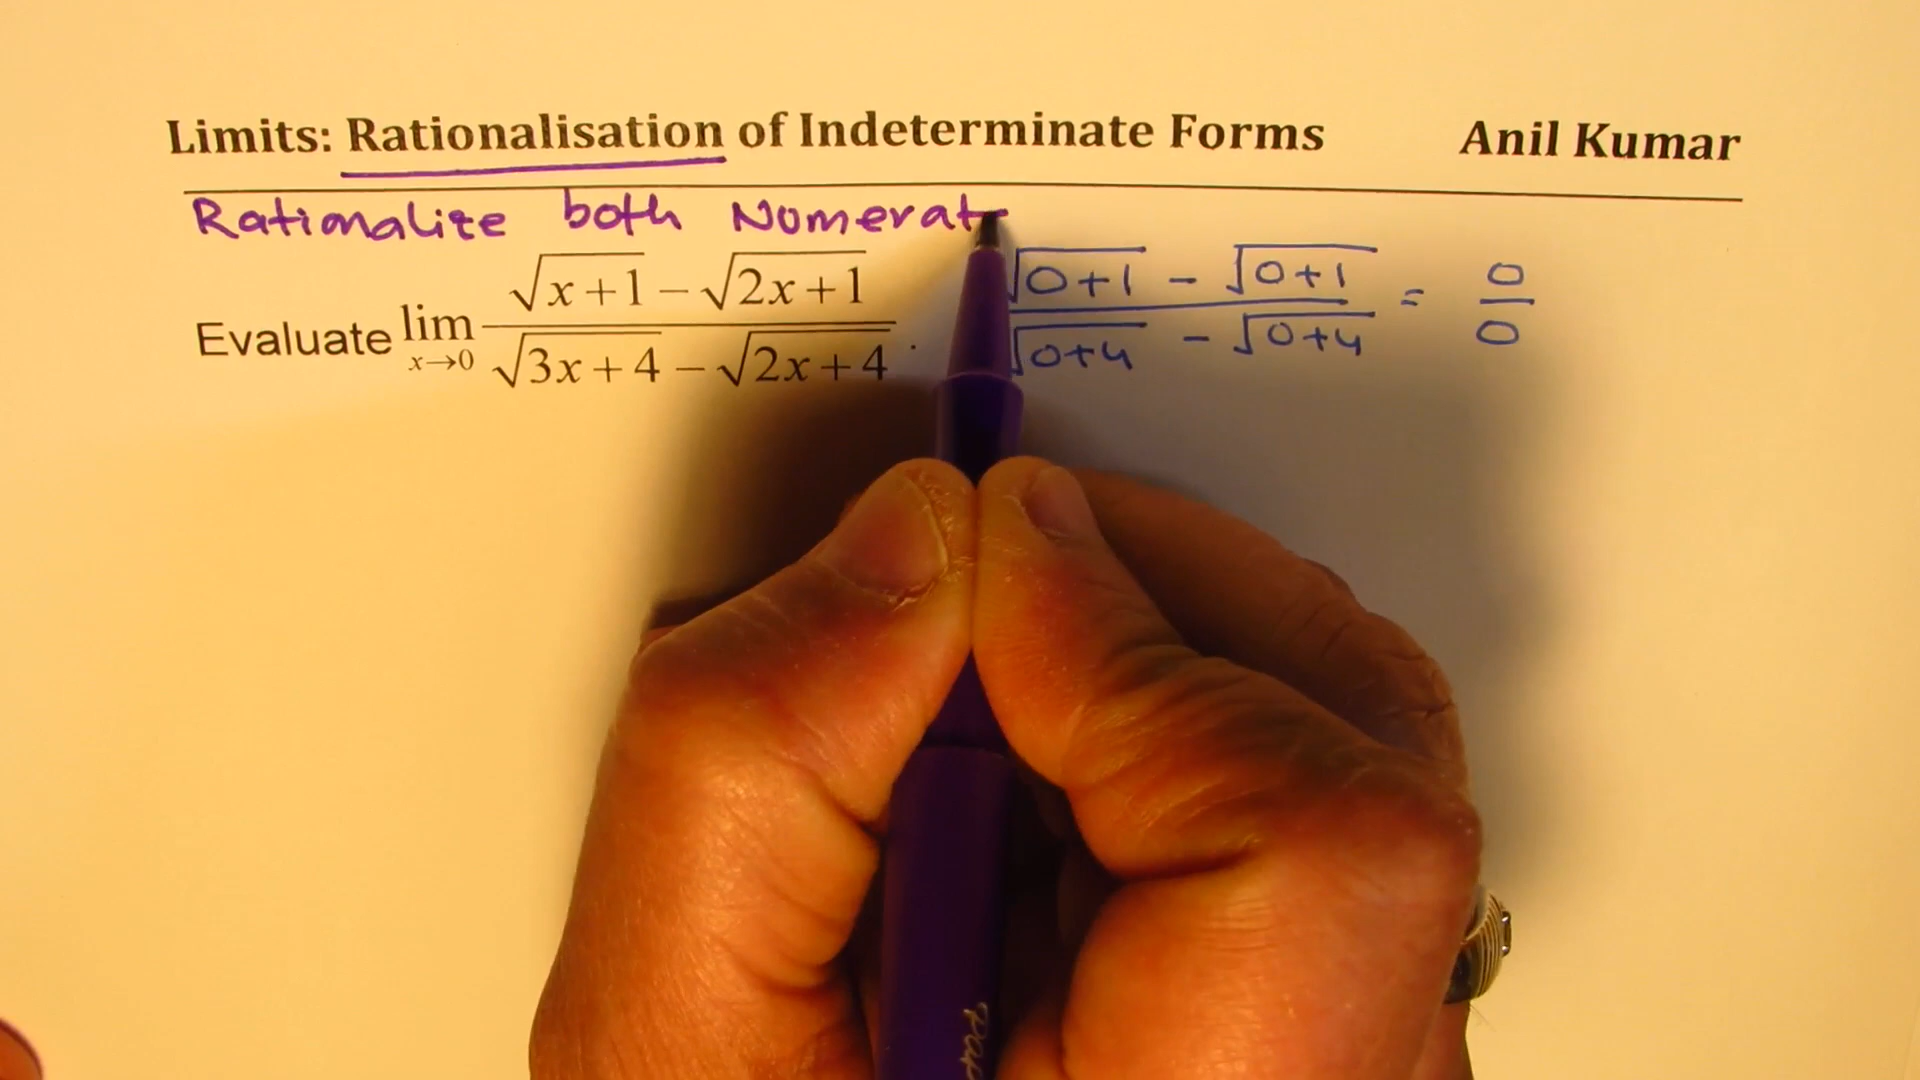 Limits: Rationalisation of Indeterminate Forms Anil Kumar
Rationalize both Numerat
Evaluate lim x→0 (√(x+1) − √(2x+1)) / (√(3x+4) − √(2x+4)) . (√(0+1) − √(0+1)) / (√(0+4) − √(0+4)) = 0/0